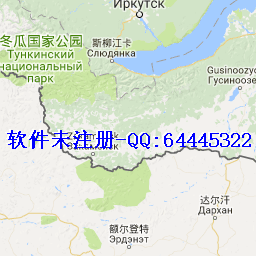 Иркутск
冬瓜国家公园
Тункинский
национальный
парк
斯柳江卡
Слюдянка
Gusinoozyo
Гусиноозе
软件未注册-QQ:64445322
达尔汗
Дархан
额尔登特
Эрдэнэт